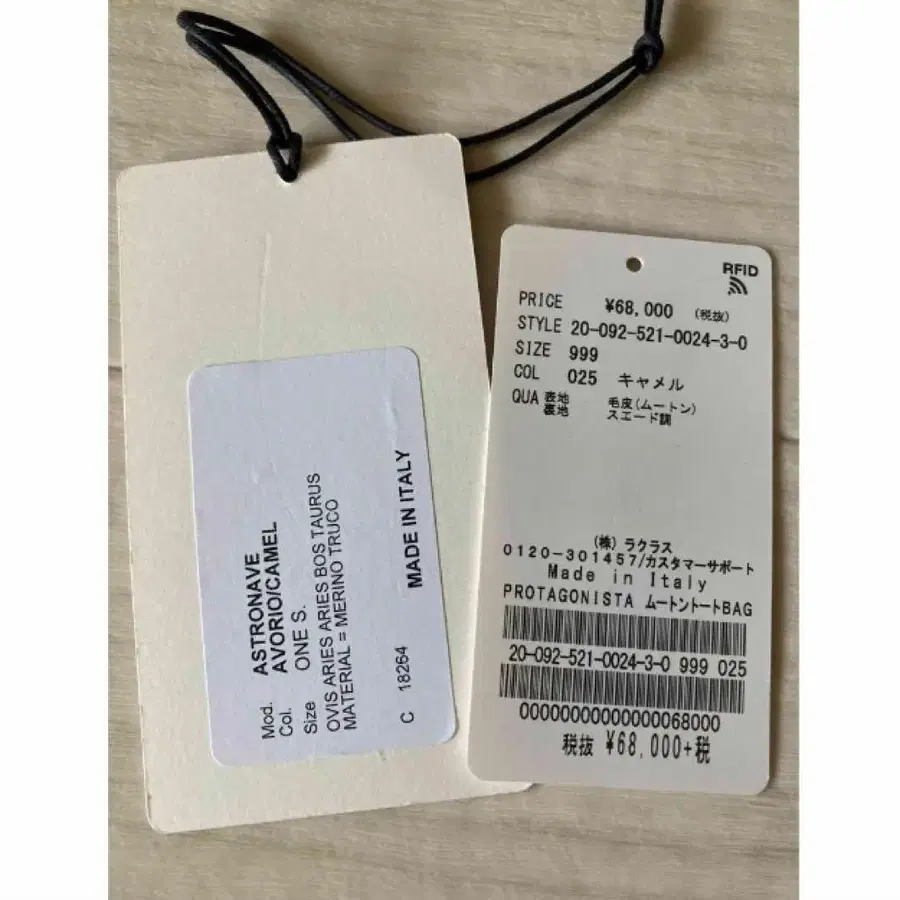 Mod. ASTRONAVE
Col. AVORIO/CAMEL
Size ONE S.
OVIS ARIES ARIES BOS TAURUS
MATERIAL = MERINO TRUCO
C 18264 MADE IN ITALY
RFID
PRICE ¥68,000 (税抜)
STYLE 20-092-521-0024-3-0
SIZE 999
COL 025 キャメル
QUA 表地 毛皮(ムートン)
裏地 スエード調
(株) ラクラス
0120-301457/カスタマーサポート
Made in Italy
PROTAGONISTA ムートントートBAG
20-092-521-0024-3-0 999 025
00000000000000068000
税抜 ¥68,000+税